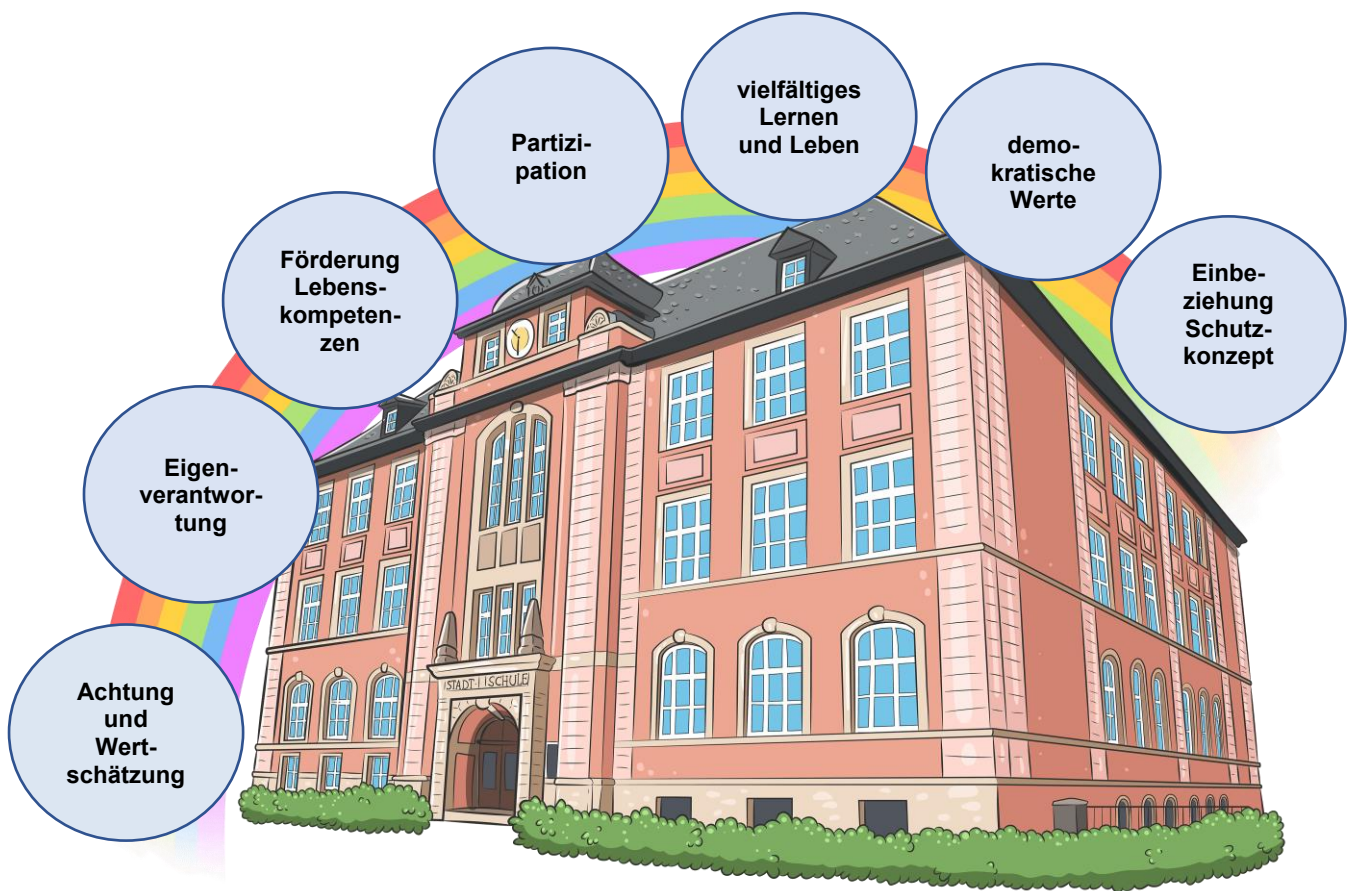 Achtung
und
Wert-
schätzung
Eigen-
verantwor-
tung
Förderung
Lebens-
kompeten-
zen
Partizi-
pation
vielfältiges
Lernen
und Leben
demo-
kratische
Werte
Einbe-
ziehung
Schutz-
konzept
STADT SCHULE